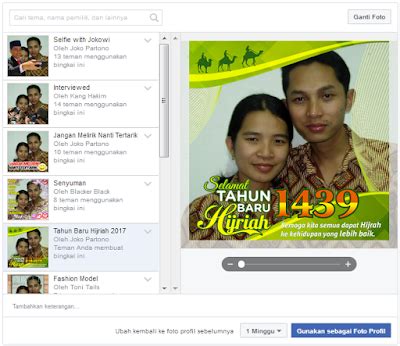 Cari tema, nama pemilik, dan lainnya
Ganti Foto
Selfie with Jokowi
Oleh Joko Partono
13 teman menggunakan
bingkai ini
Interviewed
Oleh Kang Hakim
14 teman menggunakan
bingkai ini
Jangan Melirik Nanti Tertarik
Oleh Joko Partono
10 teman menggunakan
bingkai ini
Senyuman
Oleh Blacker Black
8 teman menggunakan
bingkai ini
Tahun Baru Hijriah 2017
Oleh Joko Partono
Teman Anda membuat
bingkai ini
Fashion Model
Oleh Toni Talls
Selamat
TAHUN
BARU
Hijriah
1439
Semoga kita semua dapat Hijrah
ke kehidupan yang lebih baik.
Tambahkan keterangan...
Ubah kembali ke foto profil sebelumnya
1 Minggu
Gunakan sebagai Foto Profil